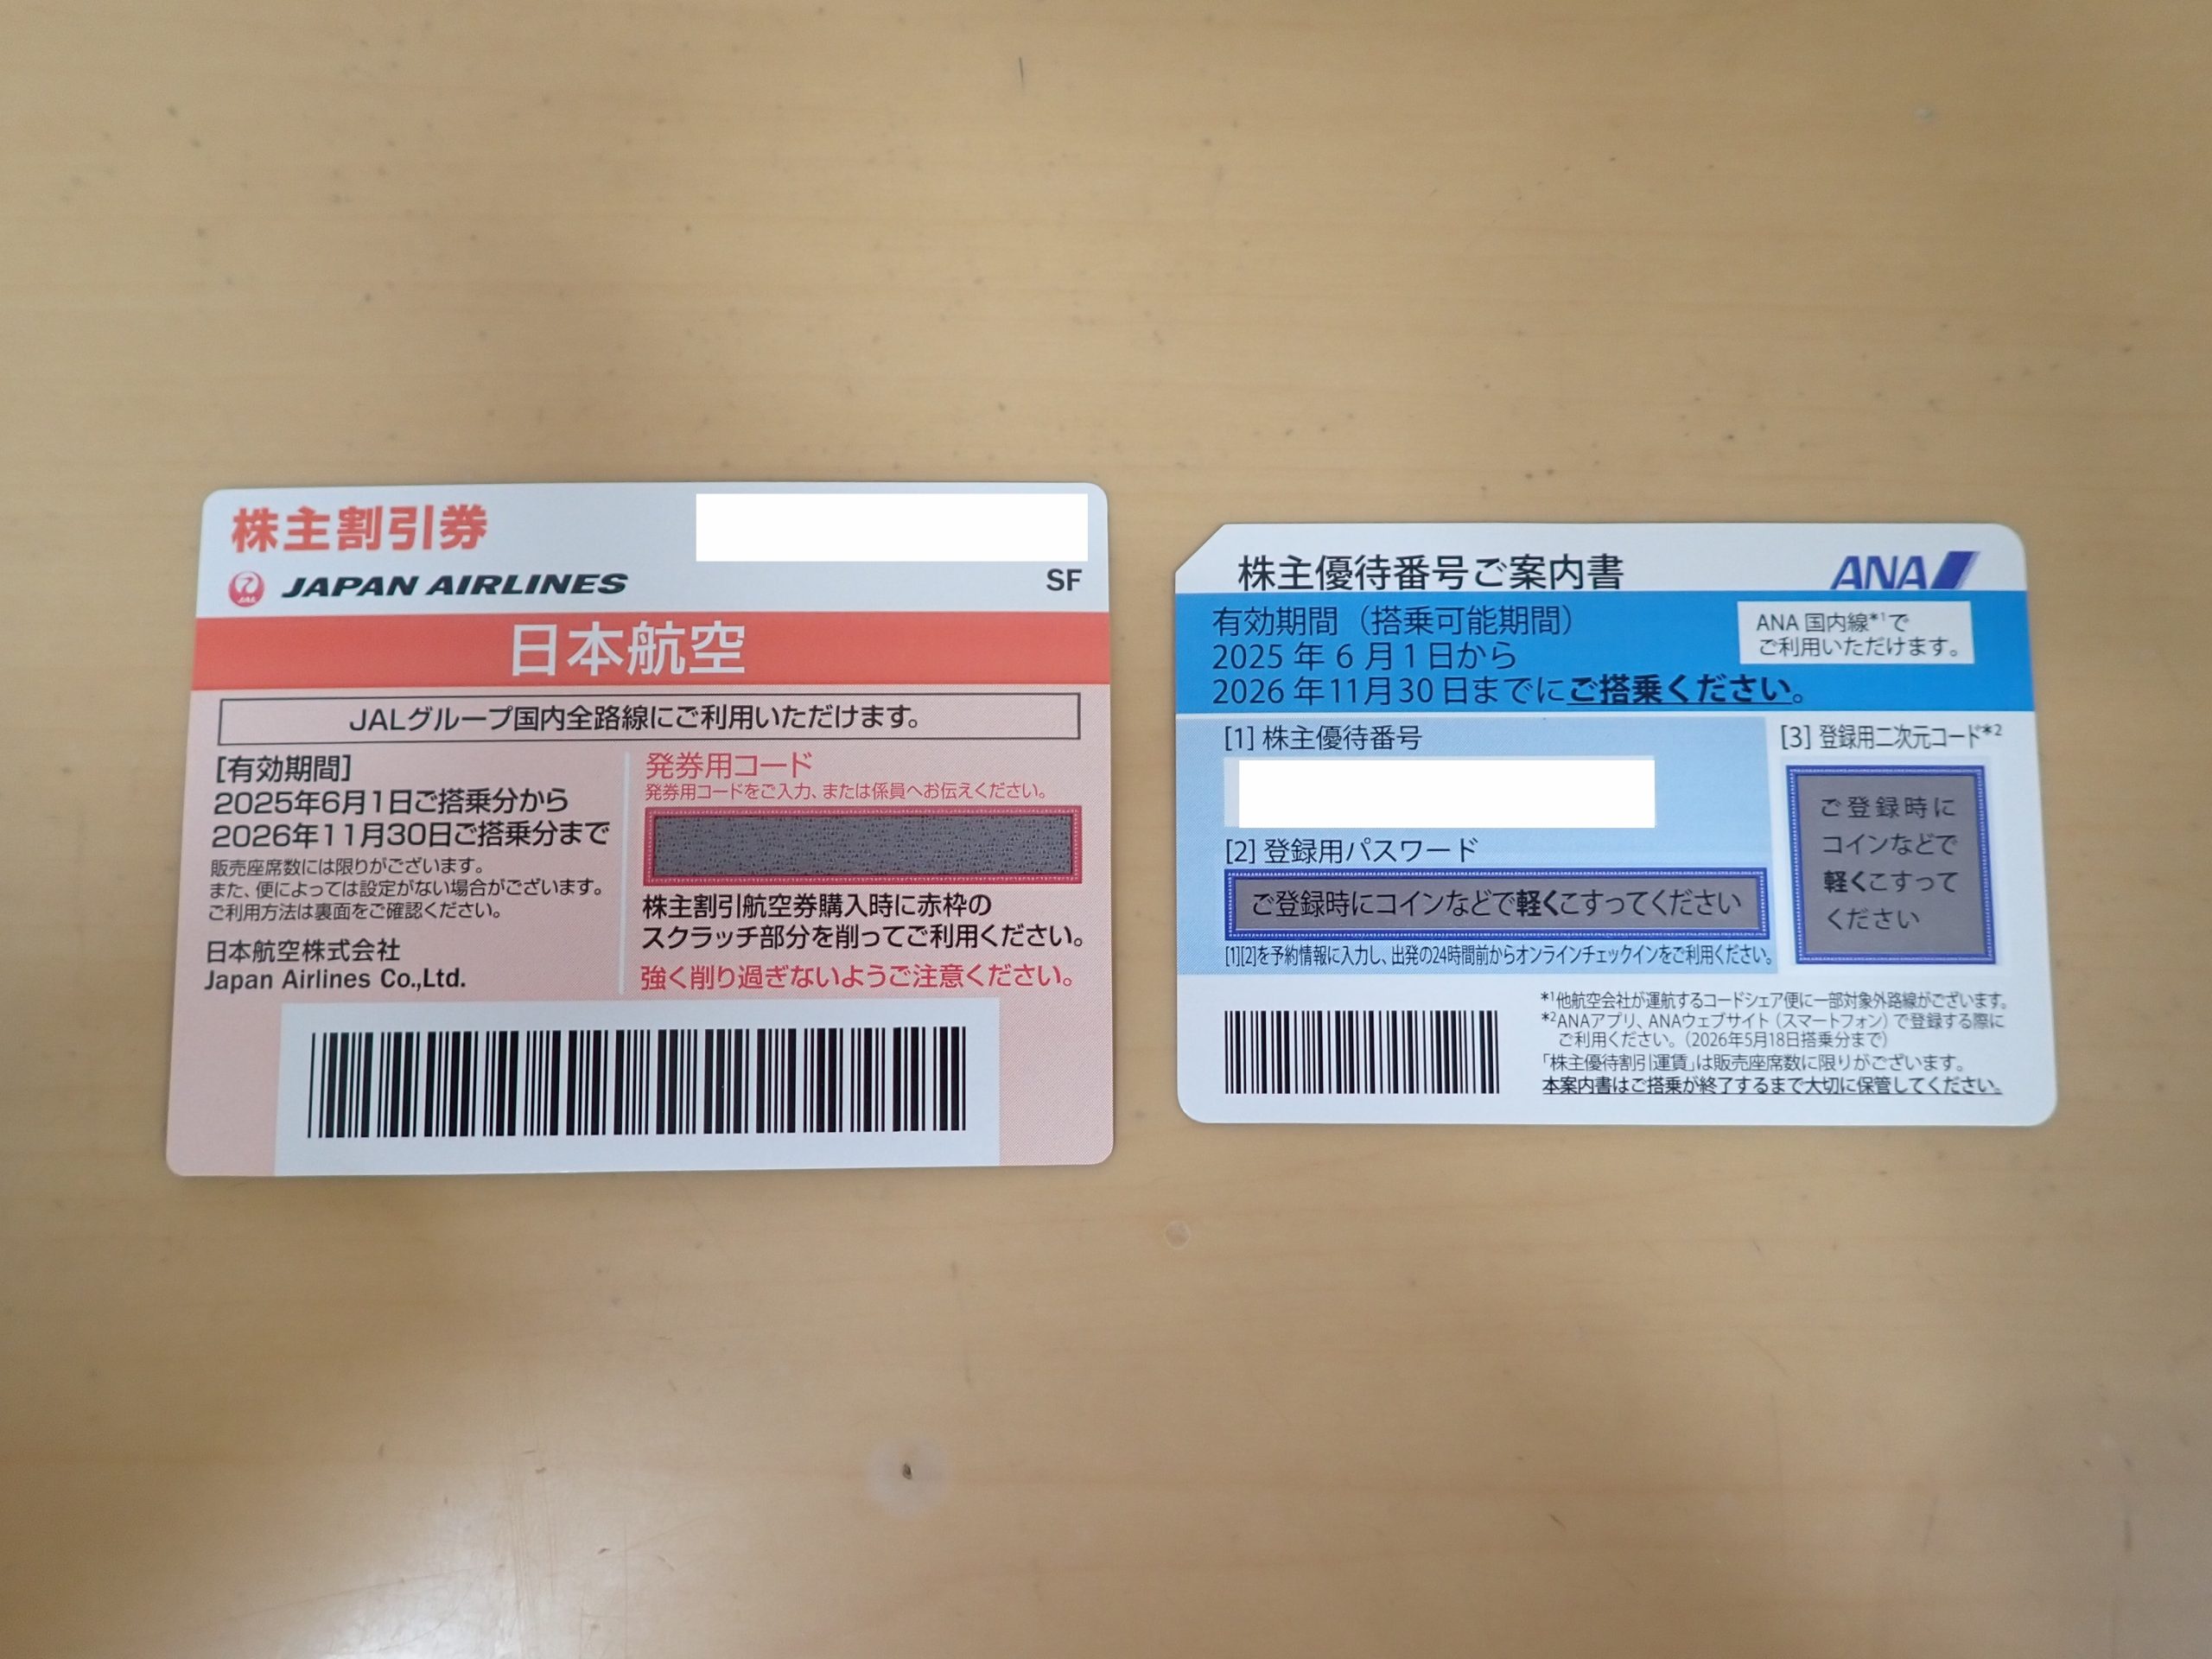 株主割引券
JAL JAPAN AIRLINES
SF
日本航空
JALグループ国内全路線にご利用いただけます。
[有効期間]
2025年6月1日ご搭乗分から
2026年11月30日ご搭乗分まで
販売座席数には限りがございます。
また、便によっては設定がない場合がございます。
ご利用方法は裏面をご確認ください。
日本航空株式会社
Japan Airlines Co.,Ltd.
発券用コード
発券用コードをご入力、または係員へお伝えください。
株主割引航空券購入時に赤枠の
スクラッチ部分を削ってご利用ください。
強く削り過ぎないようご注意ください。
株主優待番号ご案内書
ANA
有効期間（搭乗可能期間）
2025年6月1日から
2026年11月30日までにご搭乗ください。
ANA国内線*1で
ご利用いただけます。
[1] 株主優待番号
[2] 登録用パスワード
ご登録時にコインなどで軽くこすってください
[1][2]を予約情報に入力し、出発の24時間前からオンラインチェックインをご利用ください。
[3] 登録用二次元コード*2
ご登録時に
コインなどで
軽くこすって
ください
*1他航空会社が運航するコードシェア便に一部対象外路線がございます。
*2ANAアプリ、ANAウェブサイト（スマートフォン）で登録する際に
ご利用ください。（2026年5月18日搭乗分まで）
「株主優待割引運賃」は販売座席数に限りがございます。
本案内書はご搭乗が終了するまで大切に保管してください。